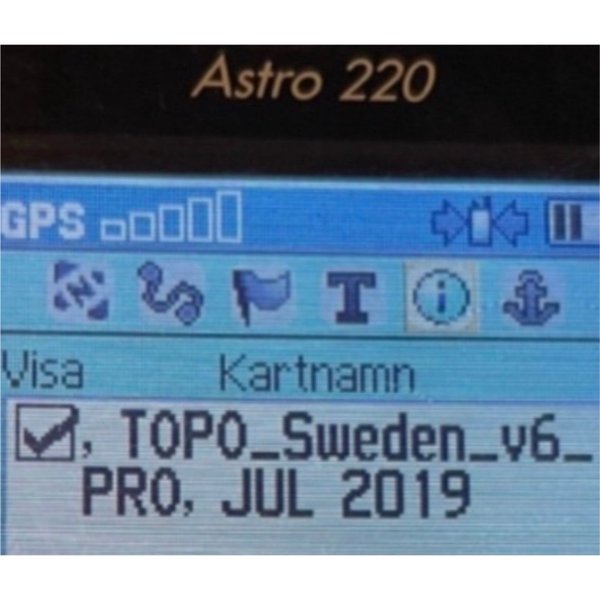 Astro 220
GPS
Visa Kartnamn
, TOPO_Sweden_v6_
PRO, JUL 2019